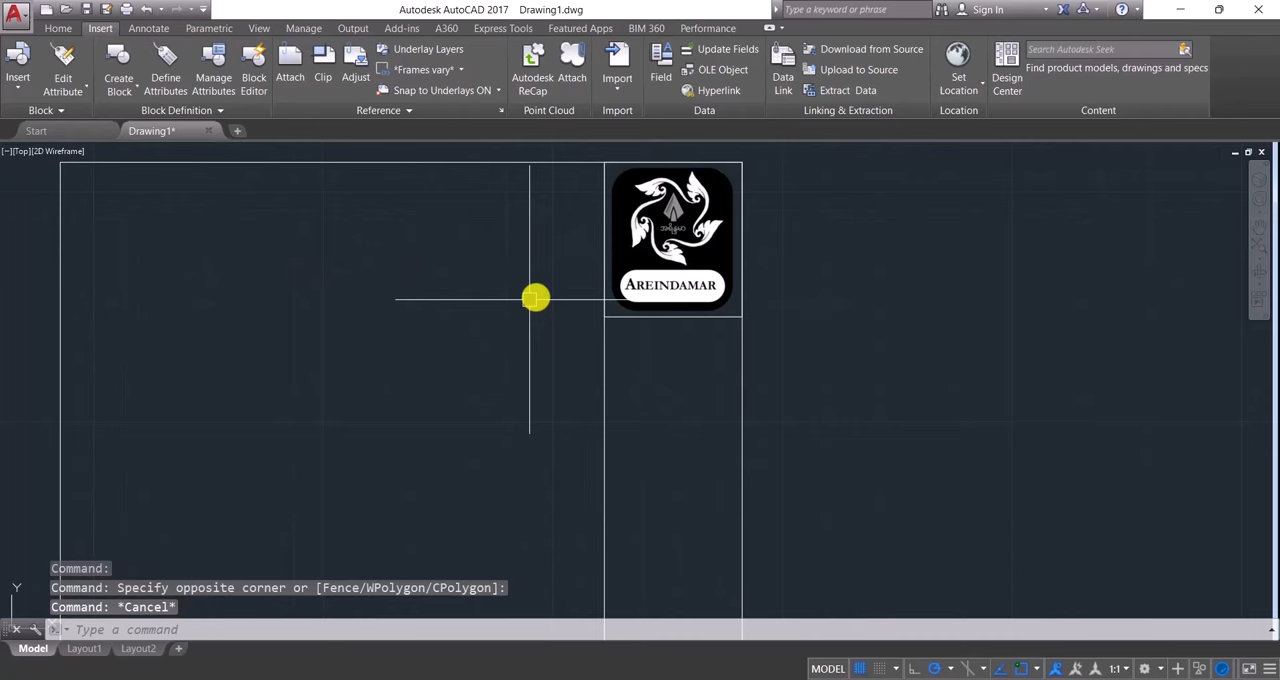 Autodesk AutoCAD 2017 Drawing1.dwg
Type a keyword or phrase
Sign In
Home Insert Annotate Parametric View Manage Output Add-ins A360 Express Tools Featured Apps BIM 360 Performance
Insert
Edit Attribute
Create Block
Define Attributes
Manage Attributes
Block Editor
Attach
Clip
Adjust
Underlay Layers
*Frames vary*
Snap to Underlays ON
Autodesk ReCap
Attach
Import
Field
Update Fields
OLE Object
Hyperlink
Data Link
Download from Source
Upload to Source
Extract Data
Set Location
Design Center
Search Autodesk Seek
Find product models, drawings and specs
Block
Block Definition
Reference
Point Cloud
Import
Data
Linking & Extraction
Location
Content
Start
Drawing1*
[−][Top][2D Wireframe]
အရိန္ဒမာ
AREINDAMAR
Y
Command:
Command: Specify opposite corner or [Fence/WPolygon/CPolygon]:
Command: *Cancel*
Type a command
Model Layout1 Layout2
MODEL
1:1